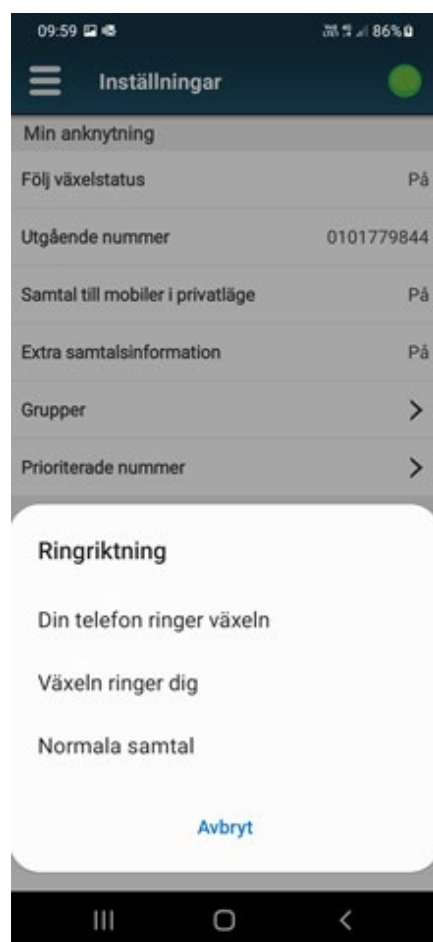 09:59
86%
Inställningar
Min anknytning
Följ växelstatus På
Utgående nummer 0101779844
Samtal till mobiler i privatläge På
Extra samtalsinformation På
Grupper
Prioriterade nummer
Ringriktning
Din telefon ringer växeln
Växeln ringer dig
Normala samtal
Avbryt